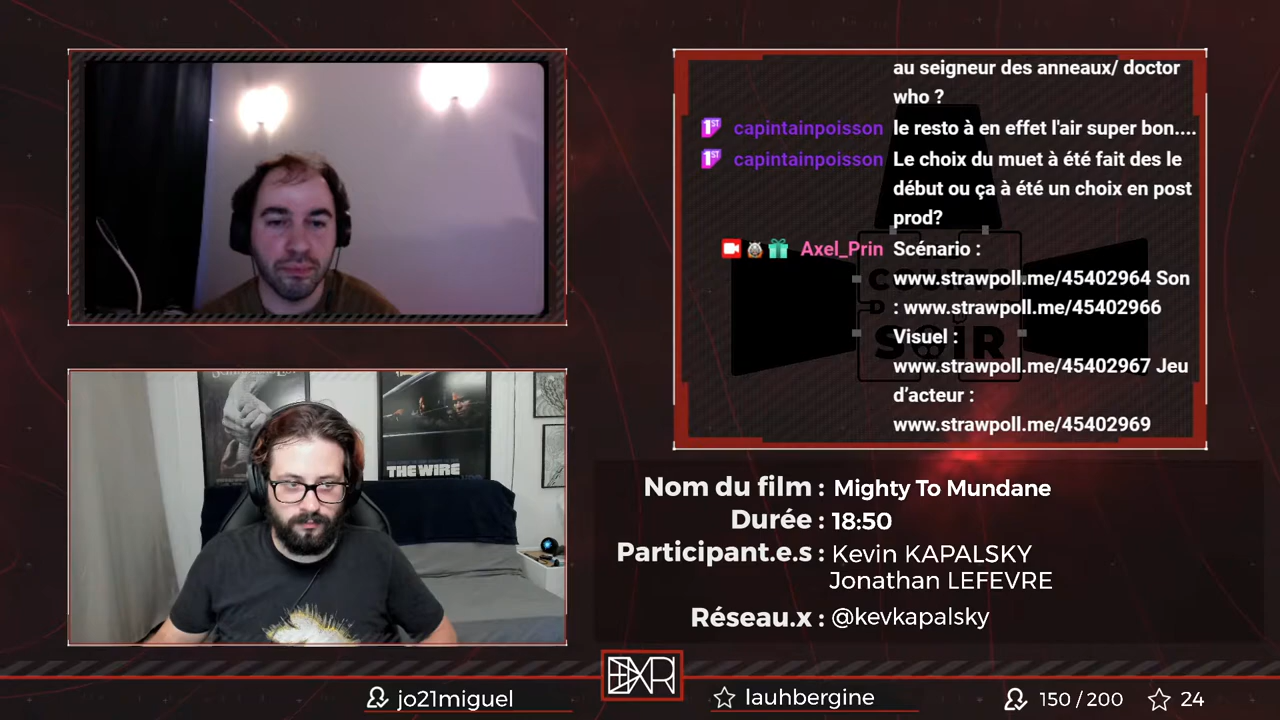 au seigneur des anneaux/ doctor
who ?
capintainpoisson le resto à en effet l'air super bon....
capintainpoisson Le choix du muet à été fait des le
début ou ça à été un choix en post
prod?
Axel_Prin Scénario :
www.strawpoll.me/45402964 Son
: www.strawpoll.me/45402966
Visuel :
www.strawpoll.me/45402967 Jeu
d'acteur :
www.strawpoll.me/45402969
THE WIRE
Nom du film : Mighty To Mundane
Durée : 18:50
Participant.e.s : Kevin KAPALSKY
Jonathan LEFEVRE
Réseau.x : @kevkapalsky
jo21miguel
lauhbergine
150 / 200
24